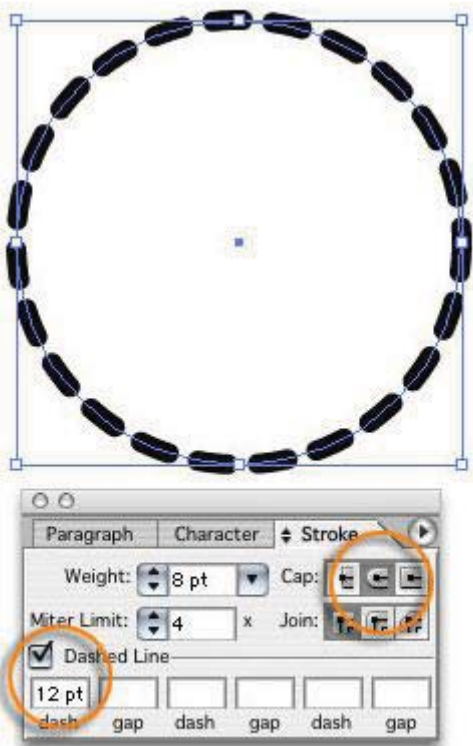 Paragraph Character Stroke
Weight: 8 pt Cap:
Miter Limit: 4 x Join:
Dashed Line
12 pt
dash gap dash gap dash gap